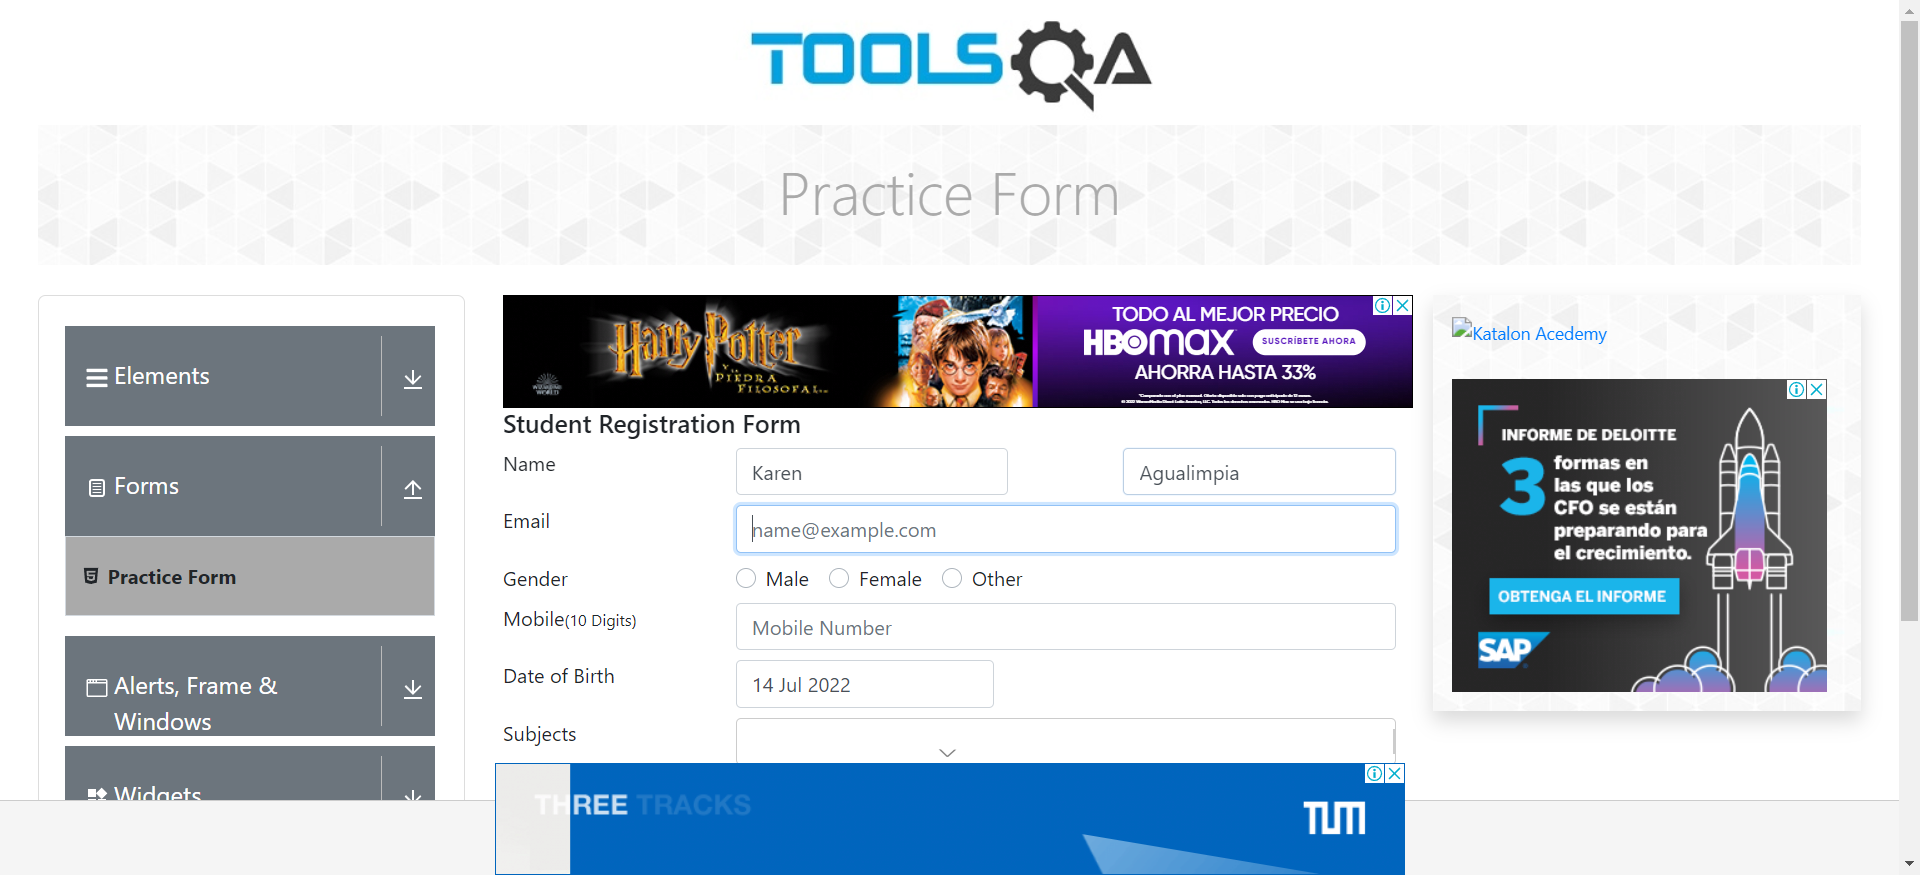 TOOLSQA
Practice Form
Elements
Forms
Practice Form
Alerts, Frame &
Windows
Widgets
Harry Potter
Y LA
PIEDRA
FILOSOFAL
WIZARDING
WORLD
TODO AL MEJOR PRECIO
HBOMAX
SUSCRÍBETE AHORA
AHORRA HASTA 33%
Student Registration Form
Name
Karen
Agualimpia
Email
name@example.com
Gender
Male
Female
Other
Mobile(10 Digits)
Mobile Number
Date of Birth
14 Jul 2022
Subjects
THREE TRACKS
TUM
Katalon Acedemy
INFORME DE DELOITTE
3 formas en
las que los
CFO se están
preparando para
el crecimiento.
OBTENGA EL INFORME
SAP